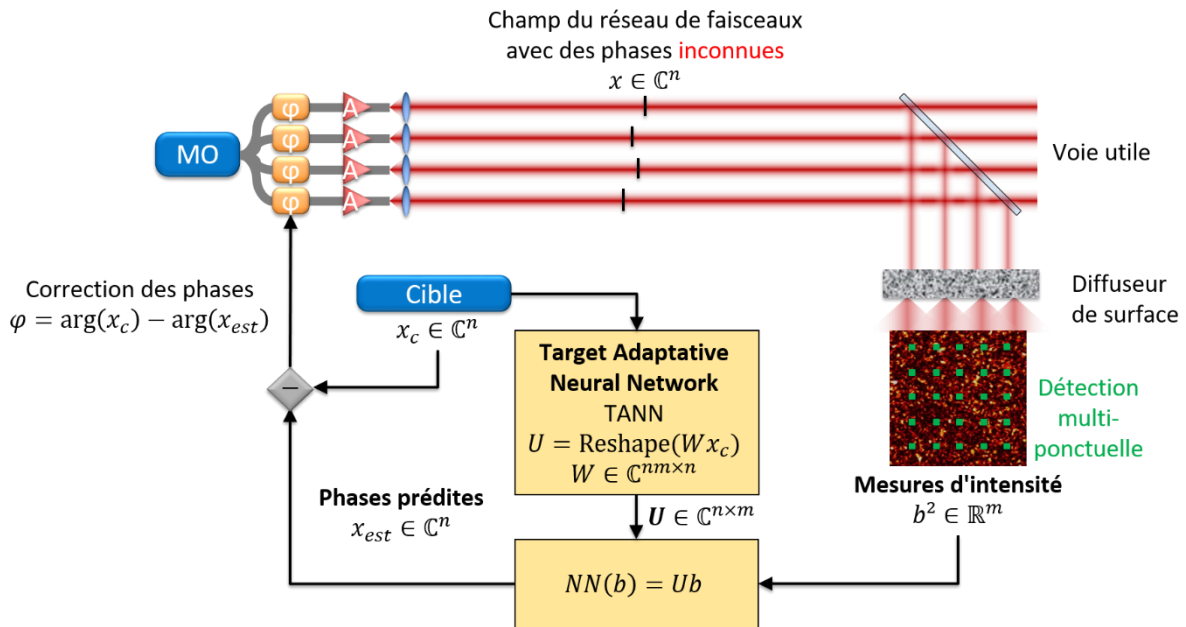 Champ du réseau de faisceaux
avec des phases inconnues
x ∈ ℂⁿ
MO
φ A
φ A
φ A
φ A
Voie utile
Correction des phases
φ = arg(x_c) − arg(x_est)
Cible
x_c ∈ ℂⁿ
Diffuseur
de surface
Target Adaptative
Neural Network
TANN
U = Reshape(Wx_c)
W ∈ ℂ^{nm×n}
Détection
multi-
ponctuelle
−
Mesures d'intensité
b² ∈ ℝᵐ
Phases prédites
x_est ∈ ℂⁿ
U ∈ ℂ^{n×m}
NN(b) = Ub